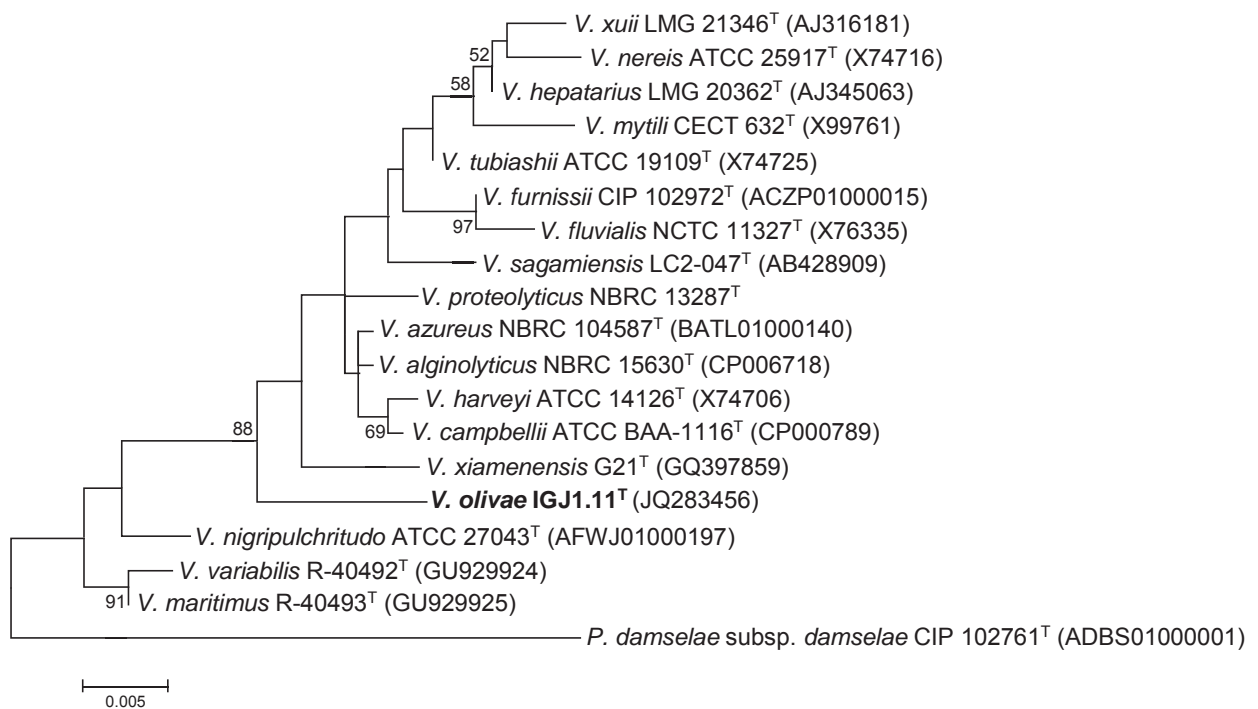 V. xuii LMG 21346T (AJ316181)
52
V. nereis ATCC 25917T (X74716)
58
V. hepatarius LMG 20362T (AJ345063)
V. mytili CECT 632T (X99761)
V. tubiashii ATCC 19109T (X74725)
V. furnissii CIP 102972T (ACZP01000015)
97
V. fluvialis NCTC 11327T (X76335)
V. sagamiensis LC2-047T (AB428909)
V. proteolyticus NBRC 13287T
V. azureus NBRC 104587T (BATL01000140)
V. alginolyticus NBRC 15630T (CP006718)
V. harveyi ATCC 14126T (X74706)
88
69
V. campbellii ATCC BAA-1116T (CP000789)
V. xiamenensis G21T (GQ397859)
V. olivae IGJ1.11T (JQ283456)
V. nigripulchritudo ATCC 27043T (AFWJ01000197)
V. variabilis R-40492T (GU929924)
91
V. maritimus R-40493T (GU929925)
P. damselae subsp. damselae CIP 102761T (ADBS01000001)
0.005